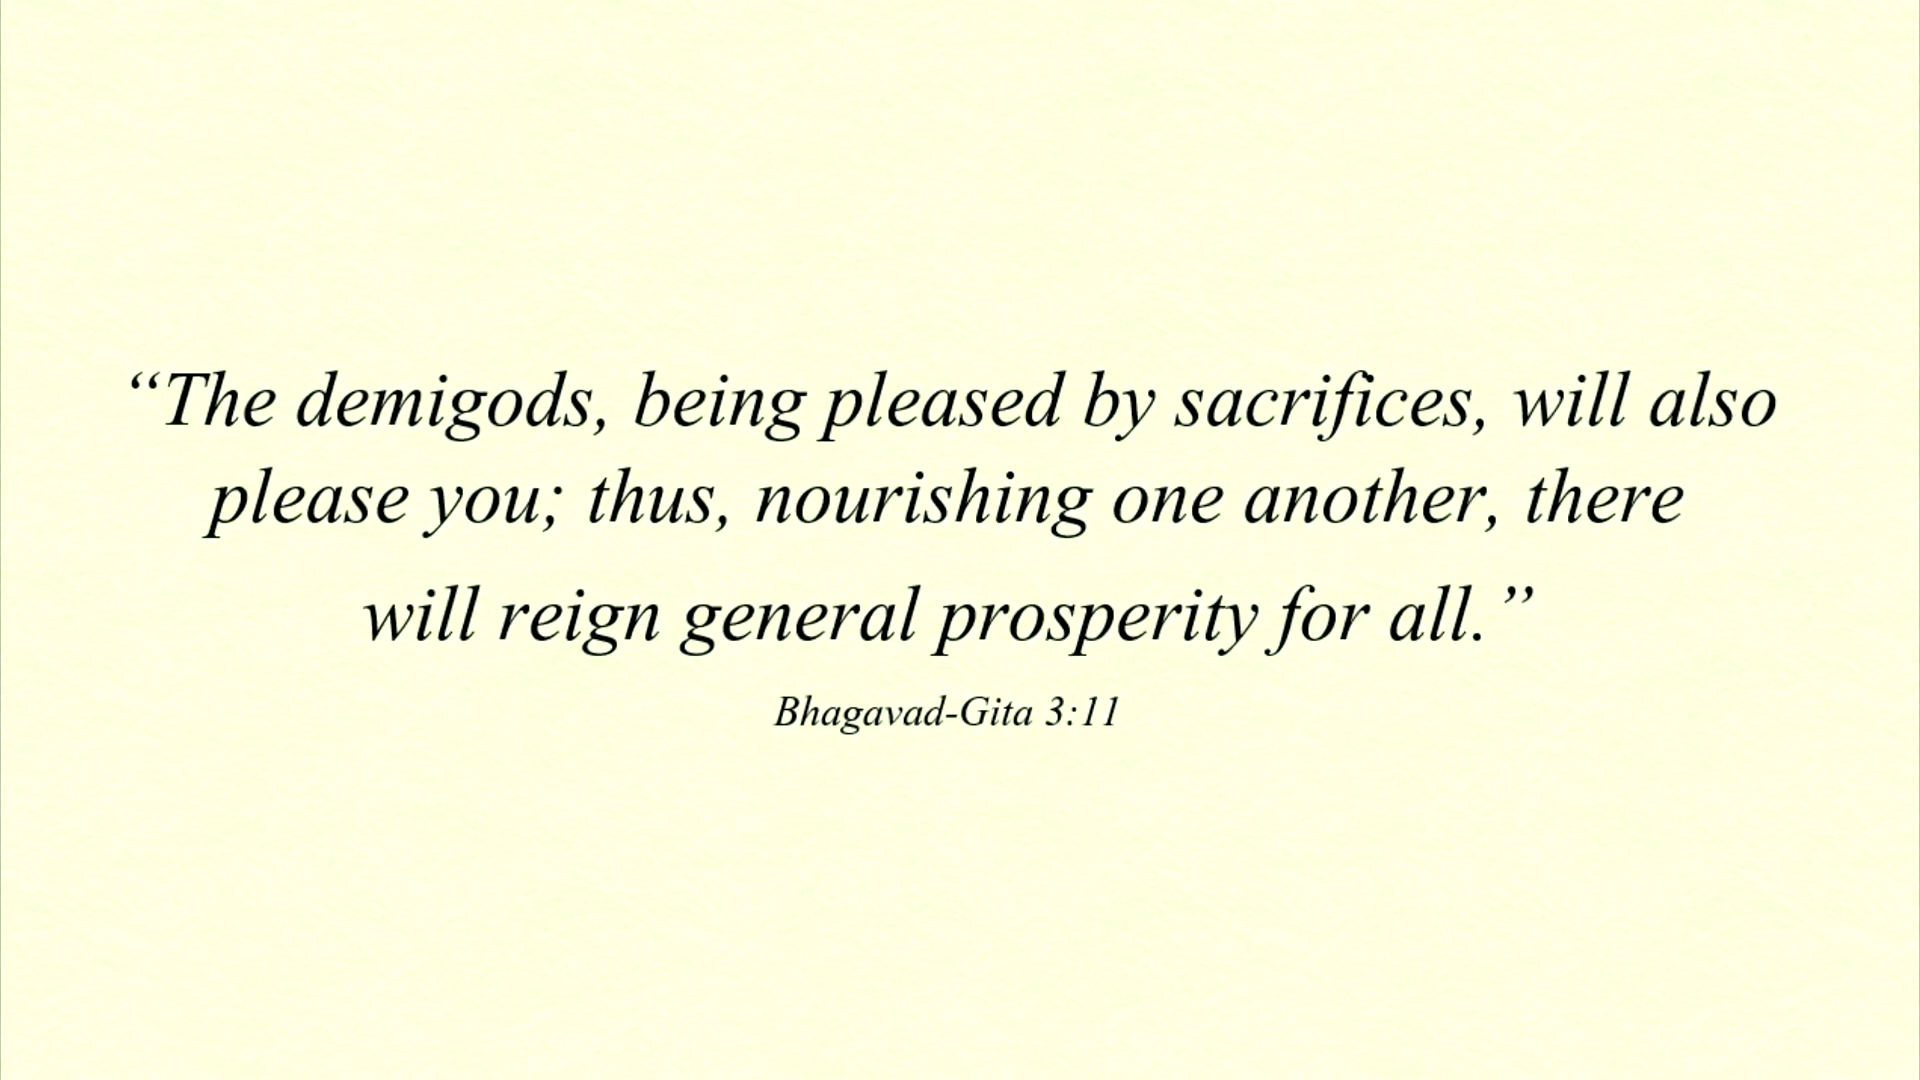 “The demigods, being pleased by sacrifices, will also
please you; thus, nourishing one another, there
will reign general prosperity for all.”
Bhagavad-Gita 3:11